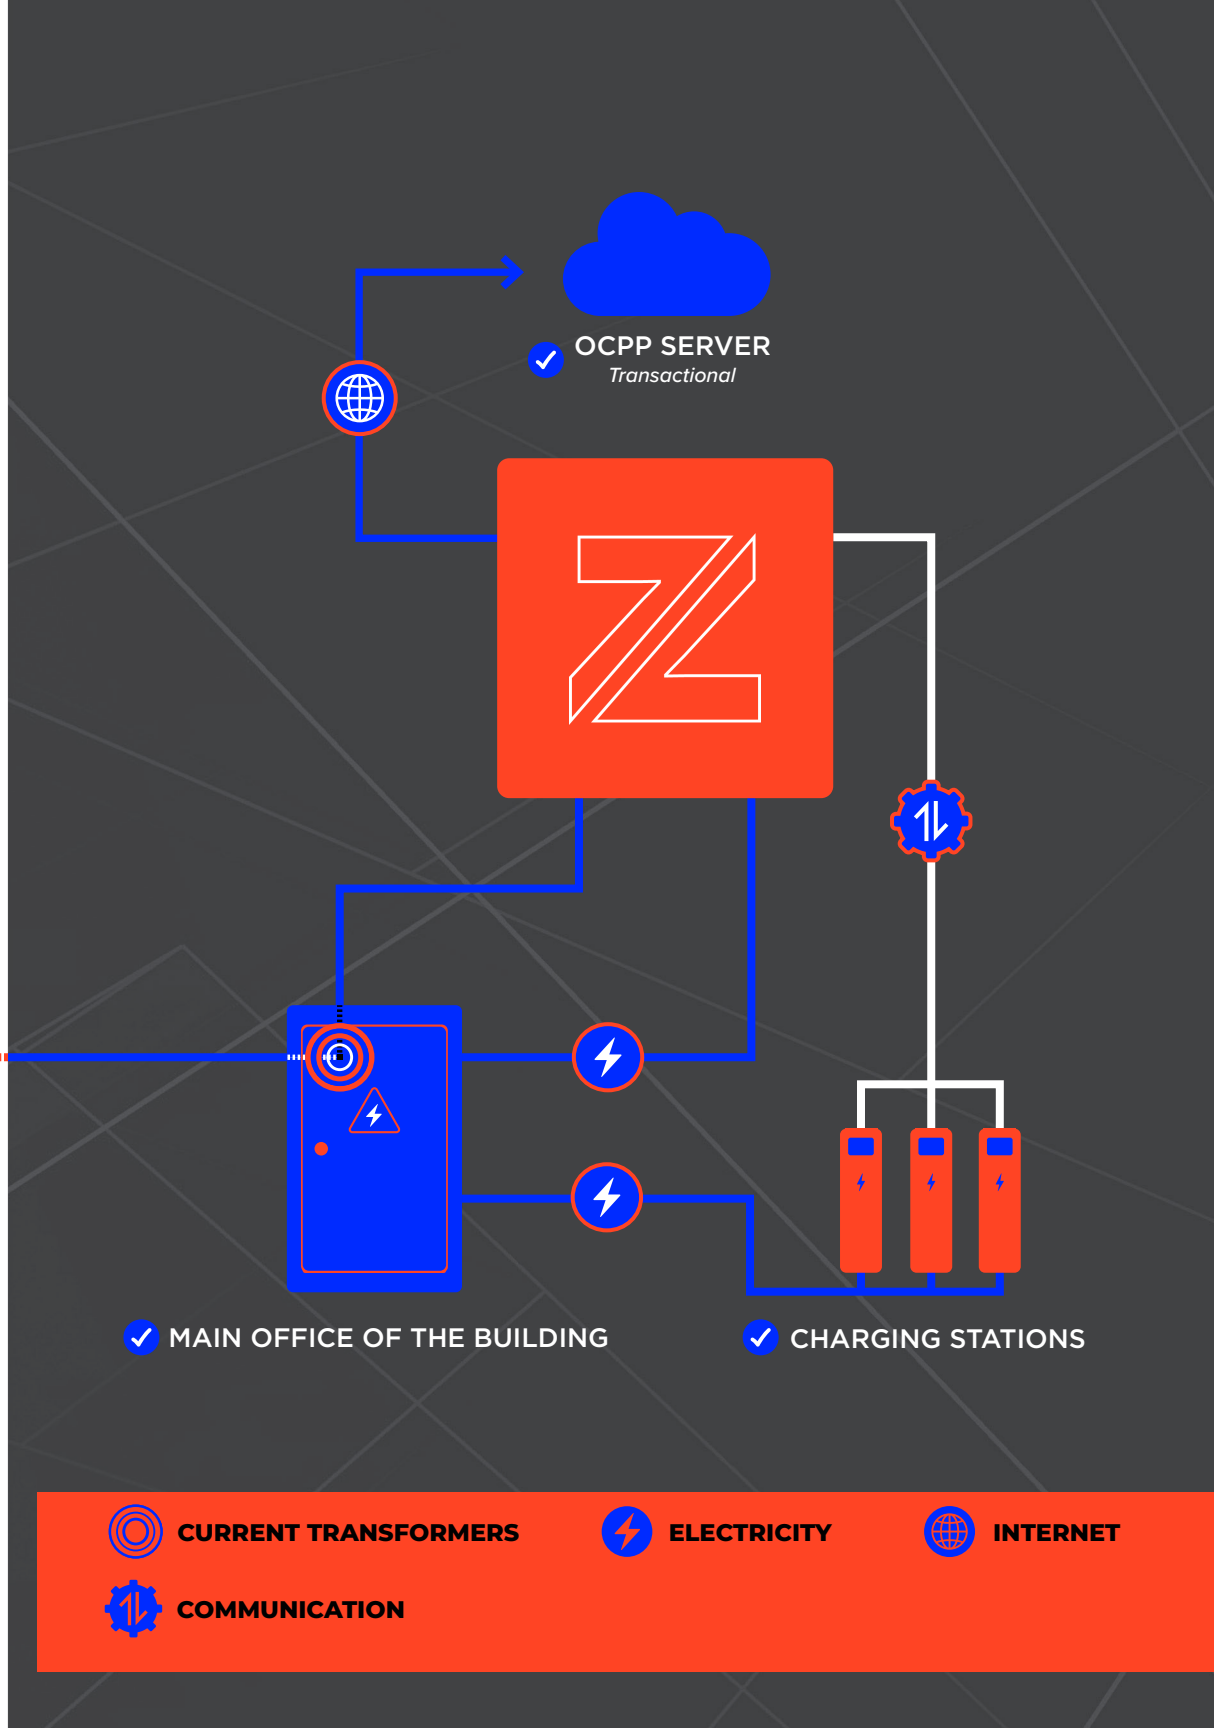 OCPP SERVER
Transactional
MAIN OFFICE OF THE BUILDING
CHARGING STATIONS
CURRENT TRANSFORMERS
ELECTRICITY
INTERNET
COMMUNICATION